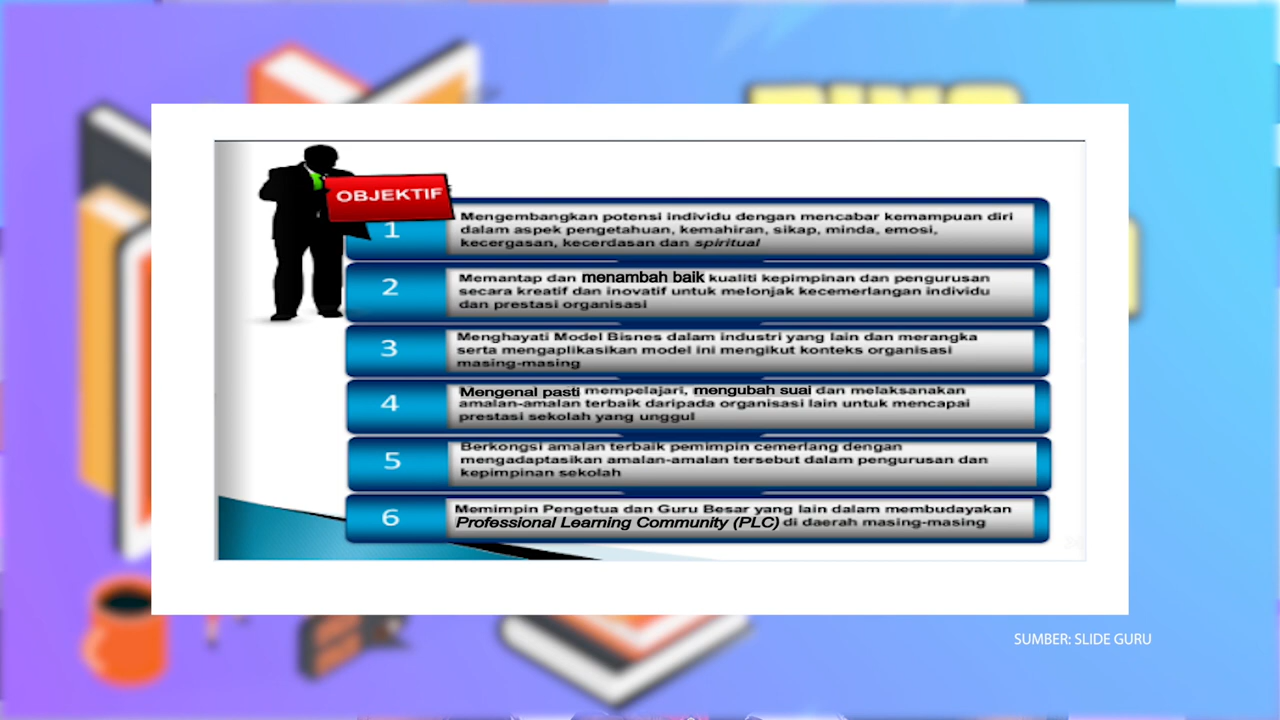 OBJEKTIF
1
Mengembangkan potensi individu dengan mencabar kemampuan diri
dalam aspek pengetahuan, kemahiran, sikap, minda, emosi,
kecergasan, kecerdasan dan spiritual
2
Memantap dan menambah baik kualiti kepimpinan dan pengurusan
secara kreatif dan inovatif untuk melonjak kecemerlangan individu
dan prestasi organisasi
3
Menghayati Model Bisnes dalam industri yang lain dan merangka
serta mengaplikasikan model ini mengikut konteks organisasi
masing-masing
4
Mengenal pasti mempelajari, mengubah suai dan melaksanakan
amalan-amalan terbaik daripada organisasi lain untuk mencapai
prestasi sekolah yang unggul
5
Berkongsi amalan terbaik pemimpin cemerlang dengan
mengadaptasikan amalan-amalan tersebut dalam pengurusan dan
kepimpinan sekolah
6
Memimpin Pengetua dan Guru Besar yang lain dalam membudayakan
Professional Learning Community (PLC) di daerah masing-masing
SUMBER: SLIDE GURU